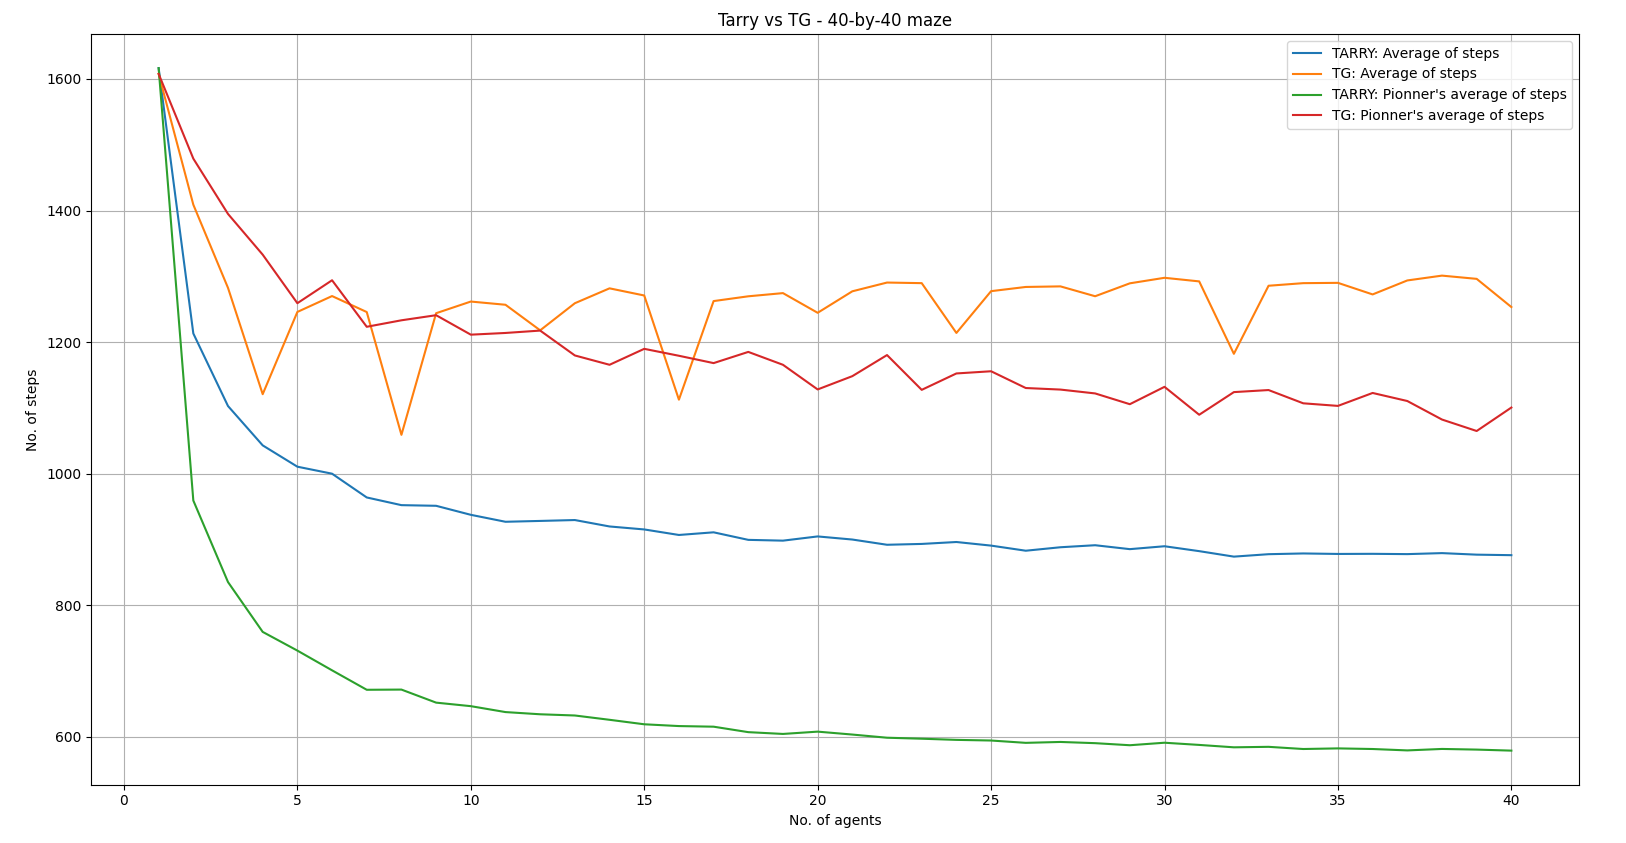 Tarry vs TG - 40-by-40 maze
TARRY: Average of steps
TG: Average of steps
TARRY: Pionner's average of steps
TG: Pionner's average of steps
No. of steps
1600
1400
1200
1000
800
600
0 5 10 15 20 25 30 35 40
No. of agents